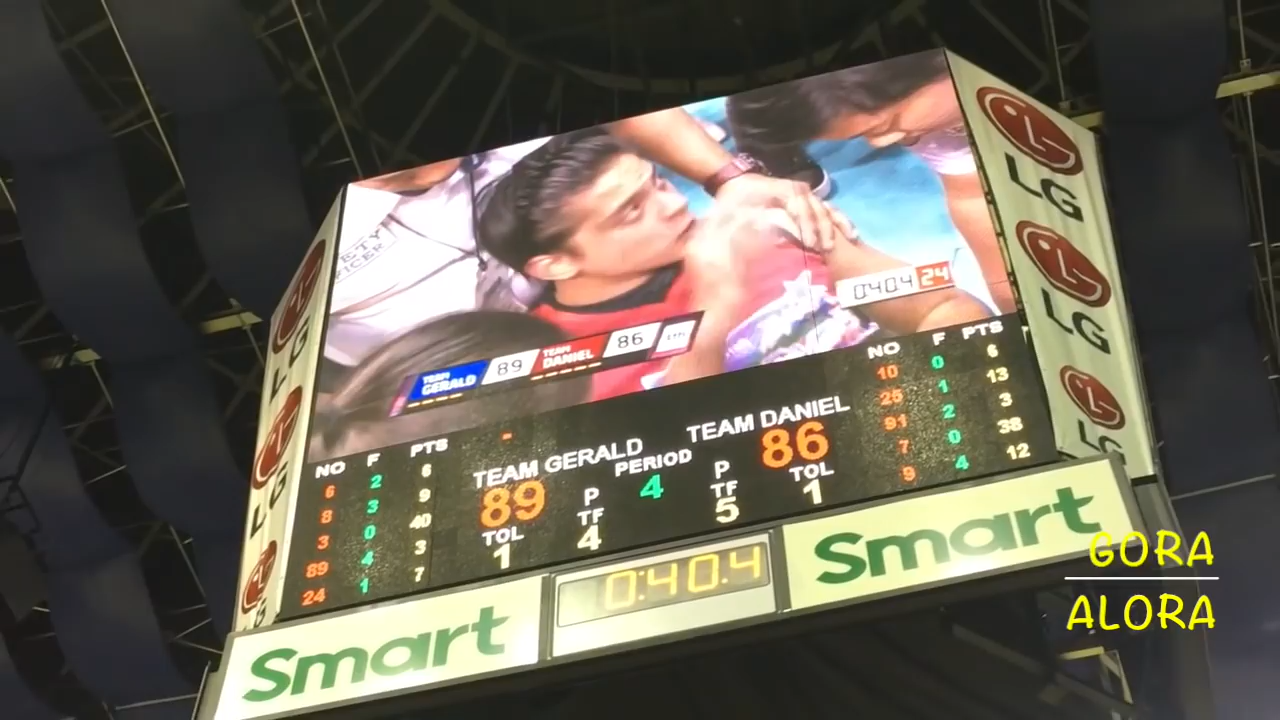 LG
LG
LG
LG
LG
LG
ETY
FICER
0:40.4 24
TEAM GERALD 89 TEAM DANIEL 86 4TH
NO F PTS
6 2 6
8 3 9
3 0 40
89 4 3
24 1 7
TEAM GERALD
89
TOL
1
PERIOD
4
P
TF
4
P
TF
5
TEAM DANIEL
86
TOL
1
NO F PTS
10 0 6
25 1 13
91 2 3
7 0 38
9 4 12
Smart
0:40.4
Smart
GORA
ALORA